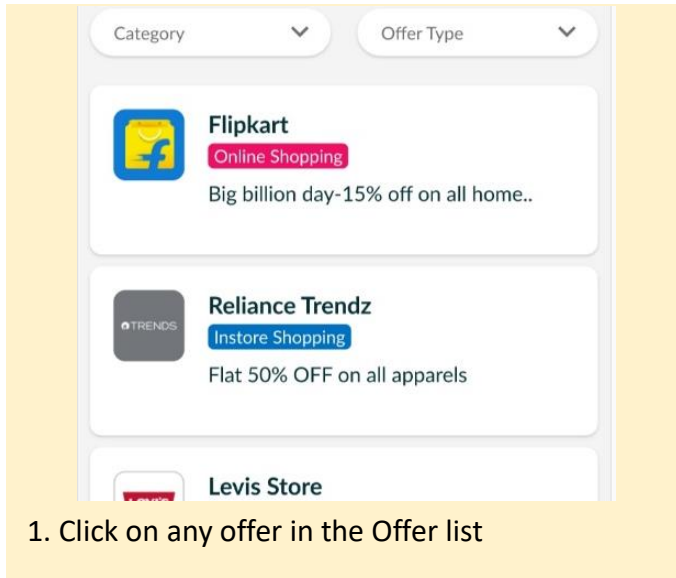 Category
Offer Type
Flipkart
Online Shopping
Big billion day-15% off on all home..
TRENDS
Reliance Trendz
Instore Shopping
Flat 50% OFF on all apparels
Levis Store
1. Click on any offer in the Offer list